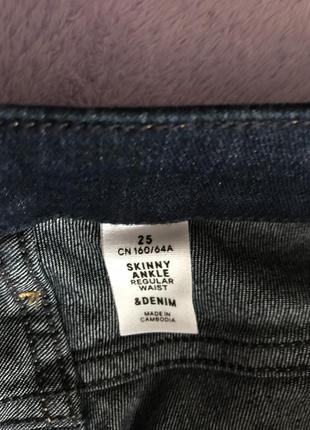 25
CN 160/64A
SKINNY
ANKLE
REGULAR
WAIST
&DENIM
MADE IN
CAMBODIA